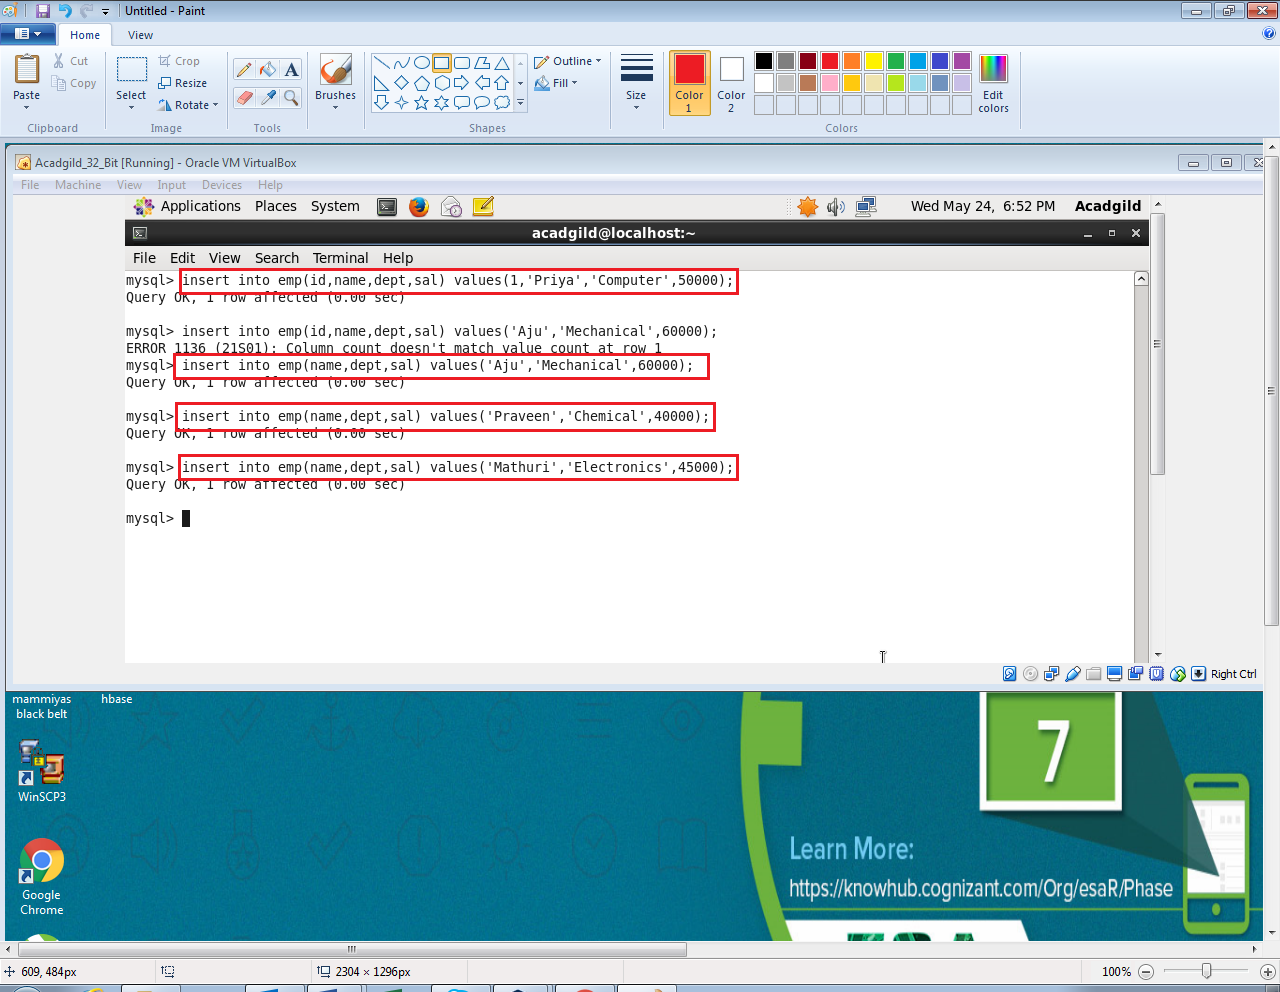 Untitled - Paint
Home
View
Paste
Cut
Copy
Clipboard
Select
Crop
Resize
Rotate
Image
Tools
Brushes
Shapes
Outline
Fill
Size
Color 1
Color 2
Colors
Edit colors
Acadgild_32_Bit [Running] - Oracle VM VirtualBox
File Machine View Input Devices Help
Applications Places System
Wed May 24, 6:52 PM Acadgild
acadgild@localhost:~
File Edit View Search Terminal Help
mysql> insert into emp(id,name,dept,sal) values(1,'Priya','Computer',50000);
Query OK, 1 row affected (0.00 sec)
mysql> insert into emp(id,name,dept,sal) values('Aju','Mechanical',60000);
ERROR 1136 (21S01): Column count doesn't match value count at row 1
mysql> insert into emp(name,dept,sal) values('Aju','Mechanical',60000);
Query OK, 1 row affected (0.00 sec)
mysql> insert into emp(name,dept,sal) values('Praveen','Chemical',40000);
Query OK, 1 row affected (0.00 sec)
mysql> insert into emp(name,dept,sal) values('Mathuri','Electronics',45000);
Query OK, 1 row affected (0.00 sec)
mysql>
Right Ctrl
mammiyas black belt
hbase
WinSCP3
Google Chrome
7
Learn More:
https://knowhub.cognizant.com/Org/esaR/Phase
609, 484px
2304 × 1296px
100%